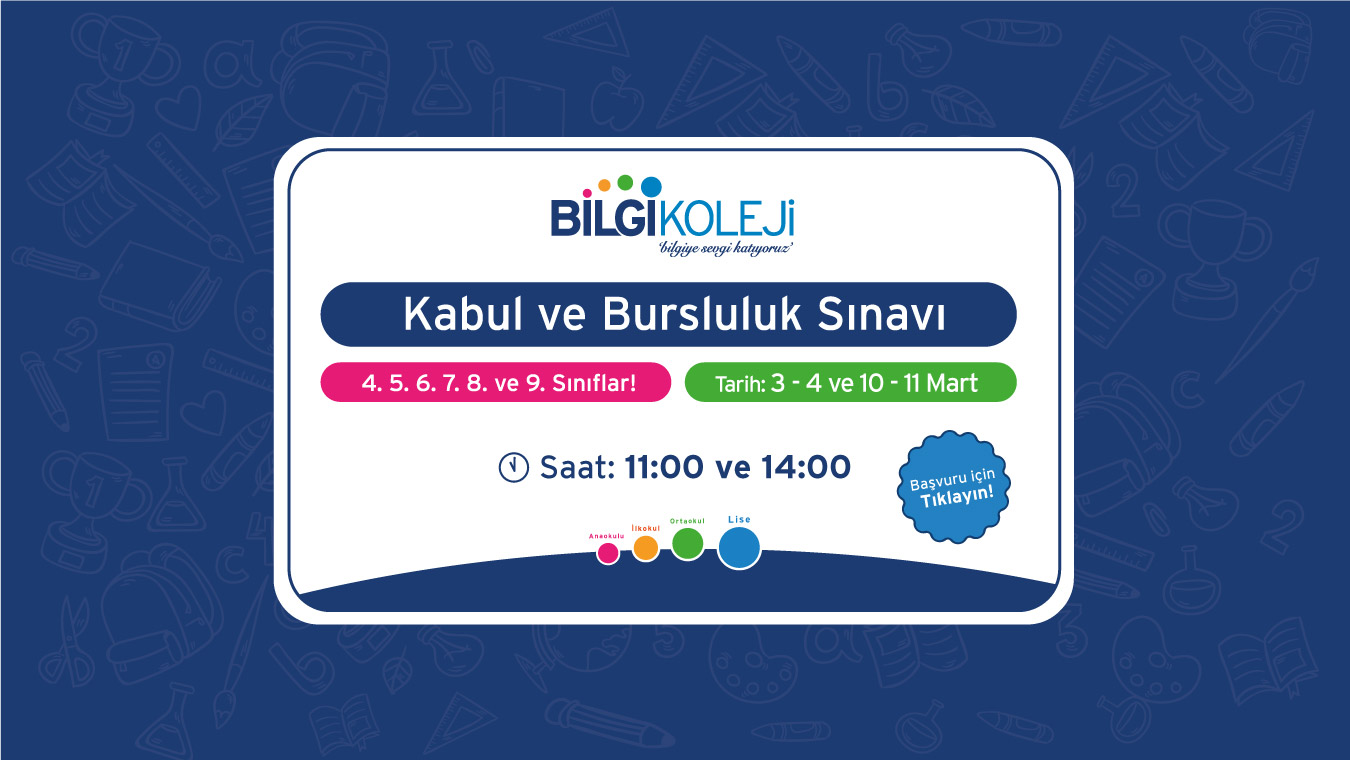 BİLGİKOLEJİ
'bilgiye sevgi katıyoruz'
Kabul ve Bursluluk Sınavı
4. 5. 6. 7. 8. ve 9. Sınıflar!
Tarih: 3 - 4 ve 10 - 11 Mart
Saat: 11:00 ve 14:00
Başvuru için
Tıklayın!
Anaokulu
İlkokul
Ortaokul
Lise